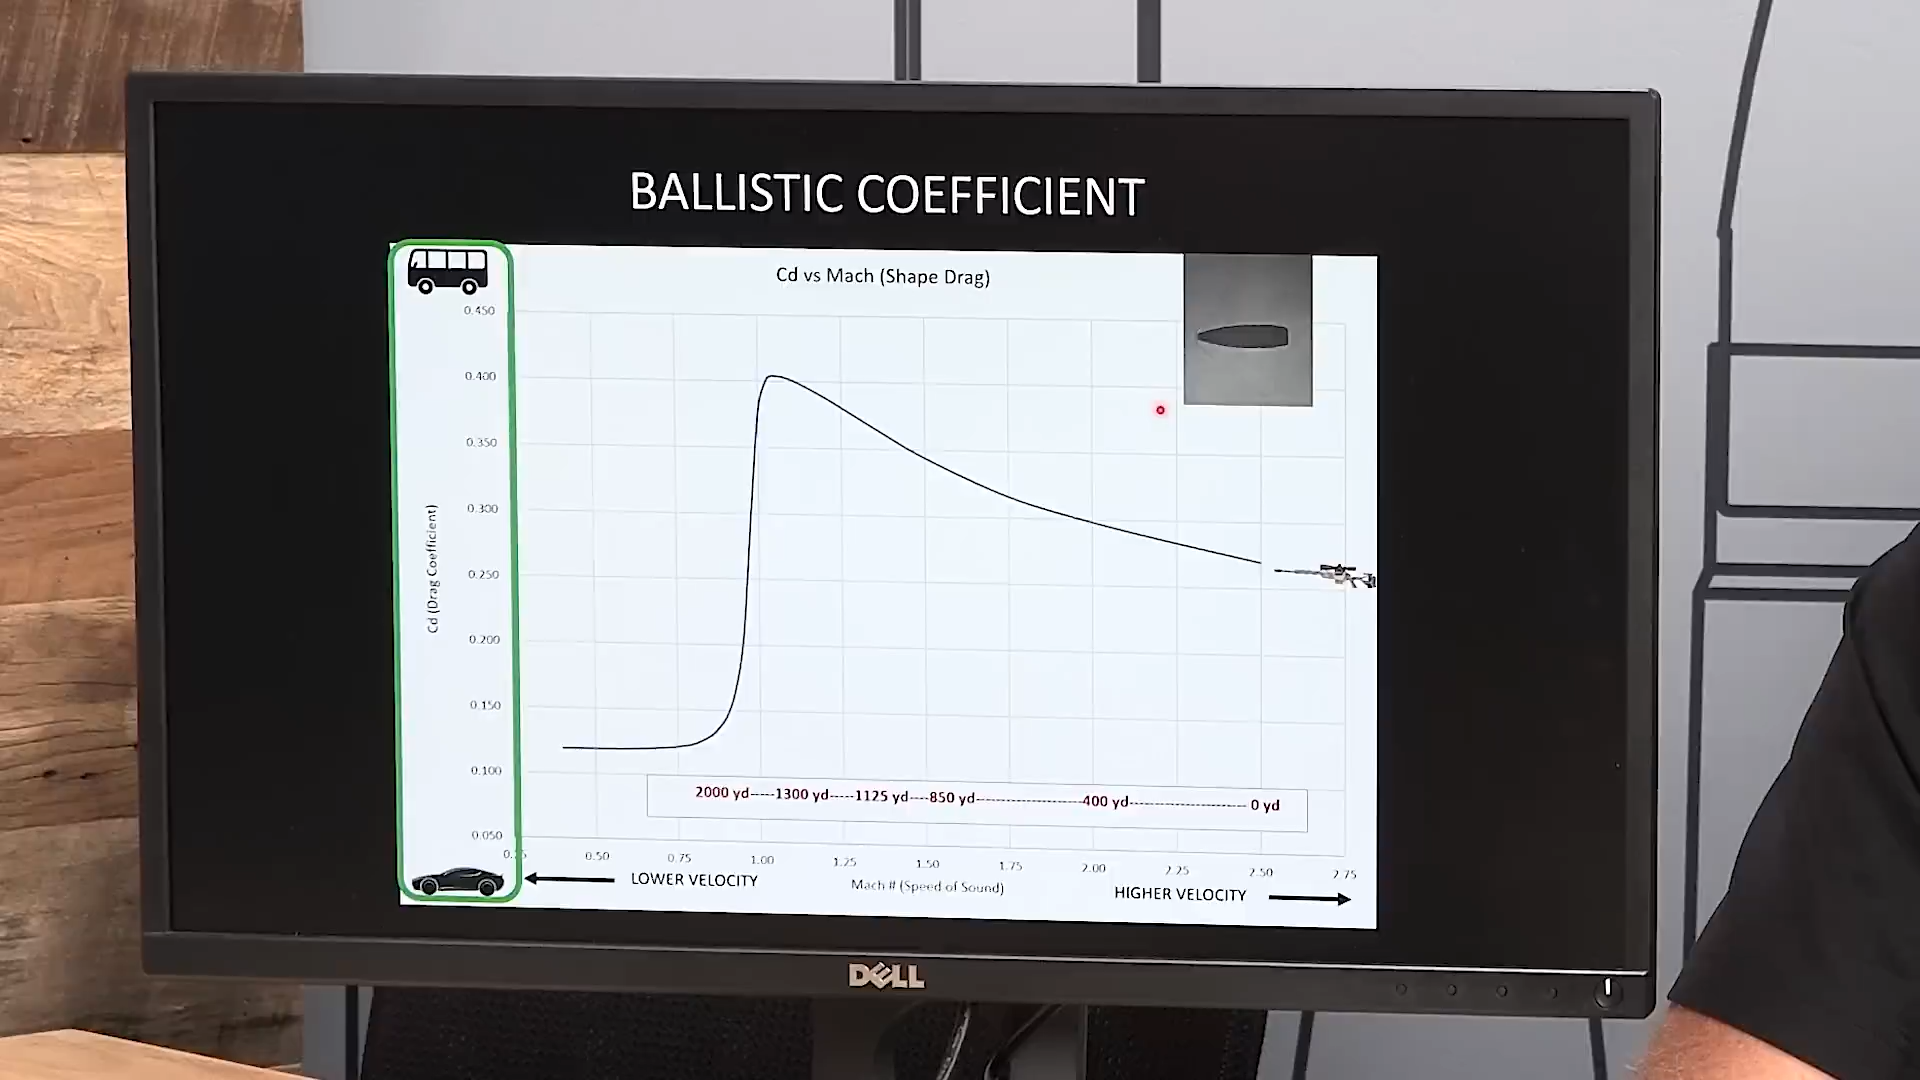 BALLISTIC COEFFICIENT
Cd vs Mach (Shape Drag)
0.450
0.400
0.350
0.300
0.250
0.200
0.150
0.100
0.050
Cd (Drag Coefficient)
2000 yd-----1300 yd-----1125 yd----850 yd----------------------400 yd------------------------ 0 yd
0.50 0.75 1.00 1.25 1.50 1.75 2.00 2.25 2.50 2.75
LOWER VELOCITY
Mach # (Speed of Sound)
HIGHER VELOCITY
DELL